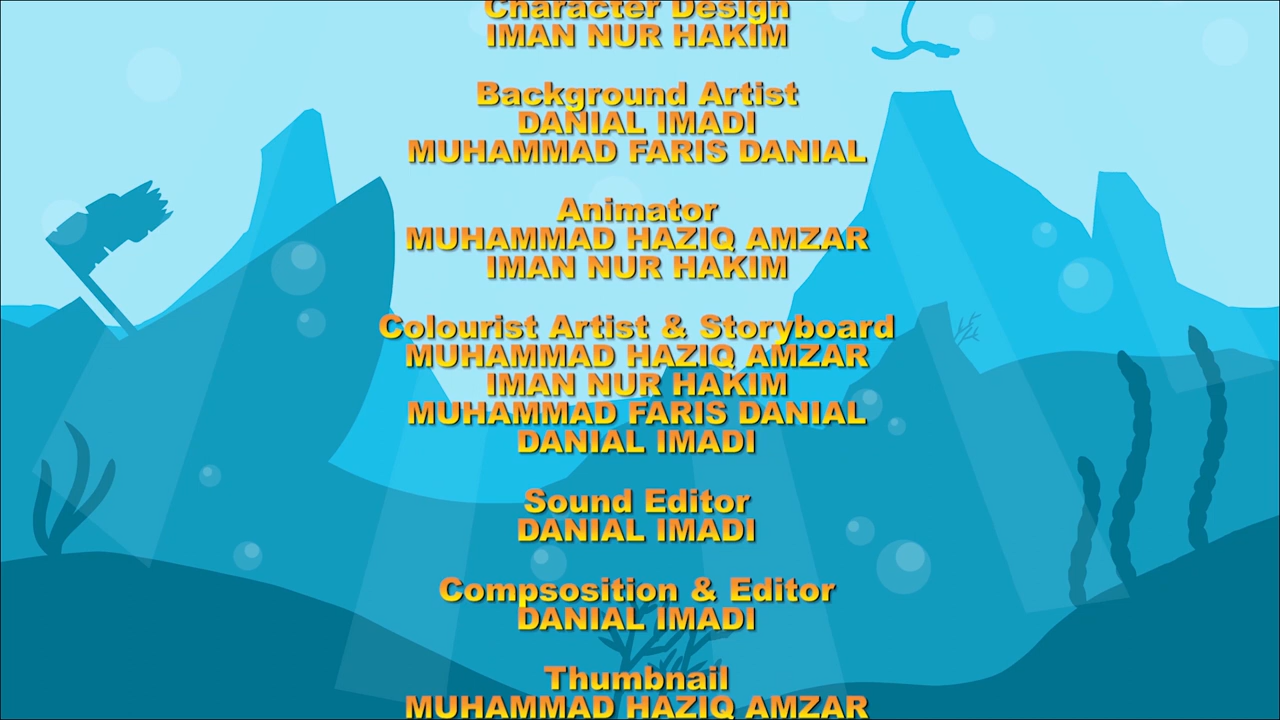 Character Design
IMAN NUR HAKIM
Background Artist
DANIAL IMADI
MUHAMMAD FARIS DANIAL
Animator
MUHAMMAD HAZIQ AMZAR
IMAN NUR HAKIM
Colourist Artist & Storyboard
MUHAMMAD HAZIQ AMZAR
IMAN NUR HAKIM
MUHAMMAD FARIS DANIAL
DANIAL IMADI
Sound Editor
DANIAL IMADI
Compsosition & Editor
DANIAL IMADI
Thumbnail
MUHAMMAD HAZIQ AMZAR